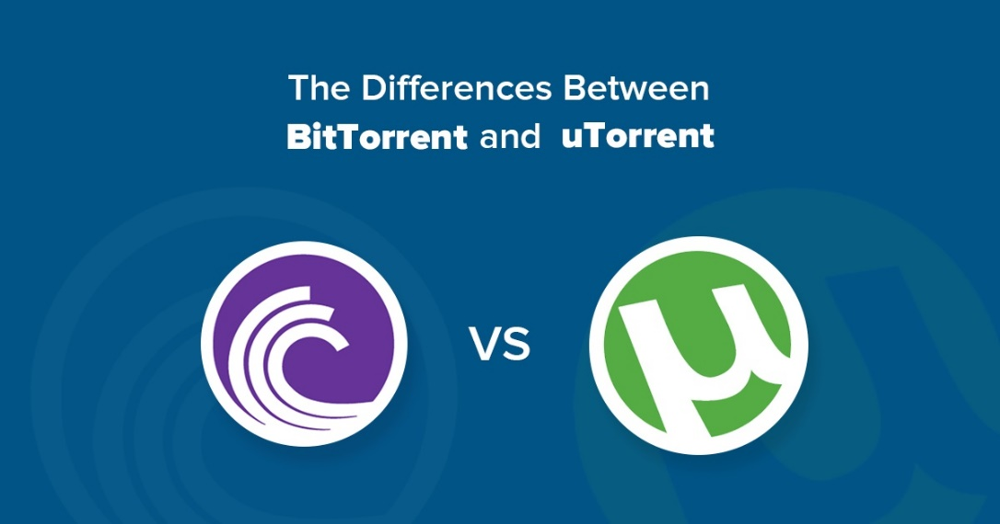 The Differences Between
BitTorrent and uTorrent
VS
µ